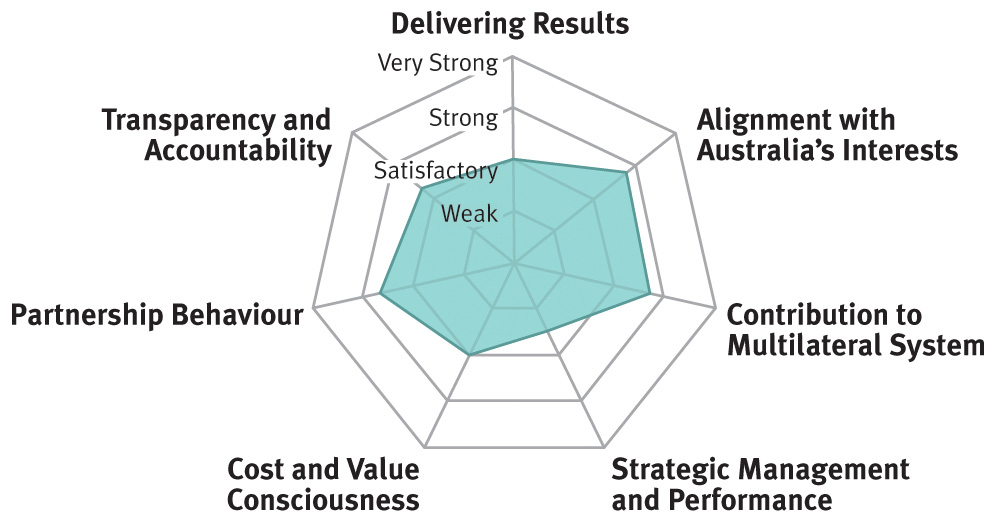 Delivering Results
Very Strong
Strong
Satisfactory
Weak
Alignment with
Australia’s Interests
Contribution to
Multilateral System
Strategic Management
and Performance
Cost and Value
Consciousness
Partnership Behaviour
Transparency and
Accountability